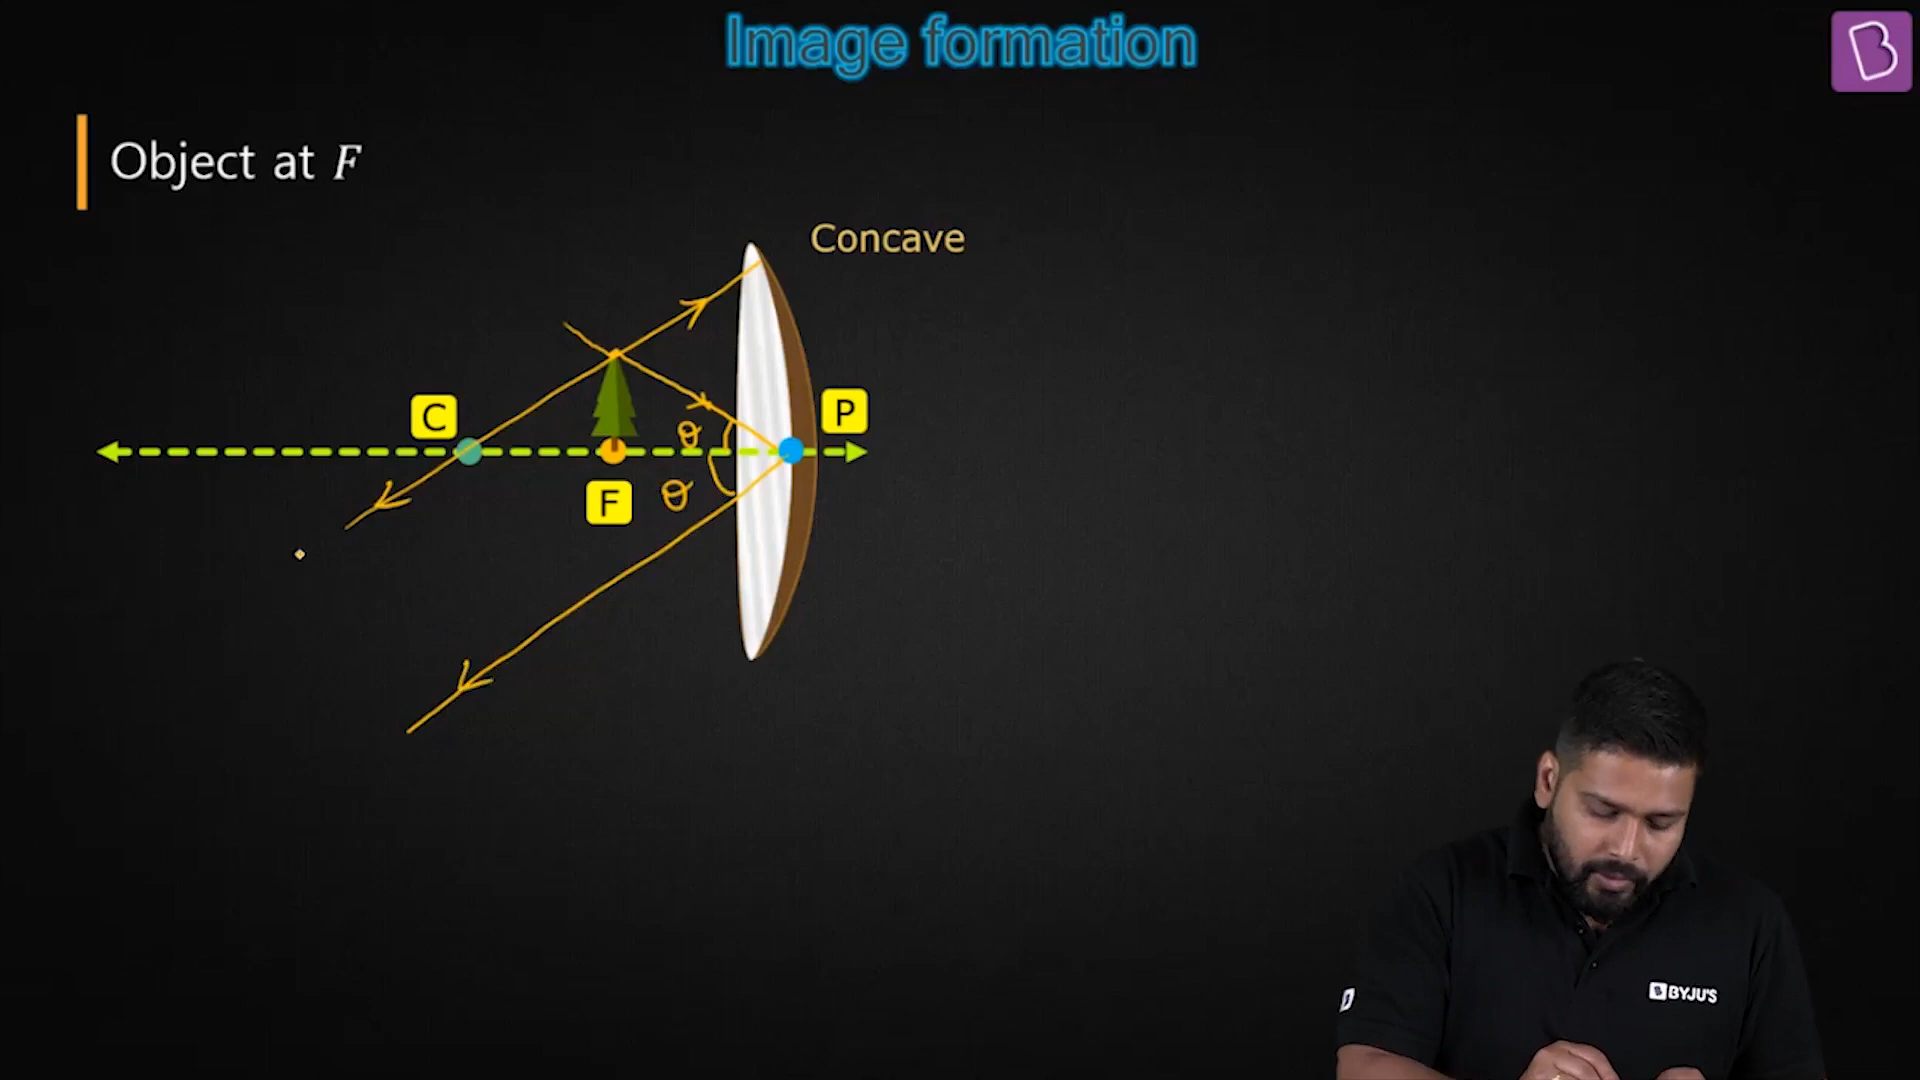 Image formation
Object at F
Concave
C
P
θ
F
θ
BYJU'S